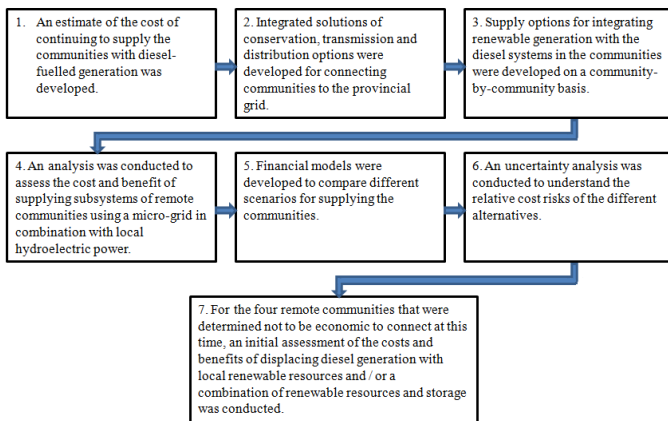 1. An estimate of the cost of
continuing to supply the
communities with diesel-
fuelled generation was
developed.
2. Integrated solutions of
conservation, transmission and
distribution options were
developed for connecting
communities to the provincial
grid.
3. Supply options for integrating
renewable generation with the
diesel systems in the communities
were developed on a community-
by-community basis.
4. An analysis was conducted to
assess the cost and benefit of
supplying subsystems of remote
communities using a micro-grid in
combination with local
hydroelectric power.
5. Financial models were
developed to compare different
scenarios for supplying the
communities.
6. An uncertainty analysis was
conducted to understand the
relative cost risks of the different
alternatives.
7. For the four remote communities that were
determined not to be economic to connect at this
time, an initial assessment of the costs and
benefits of displacing diesel generation with
local renewable resources and / or a
combination of renewable resources and storage
was conducted.